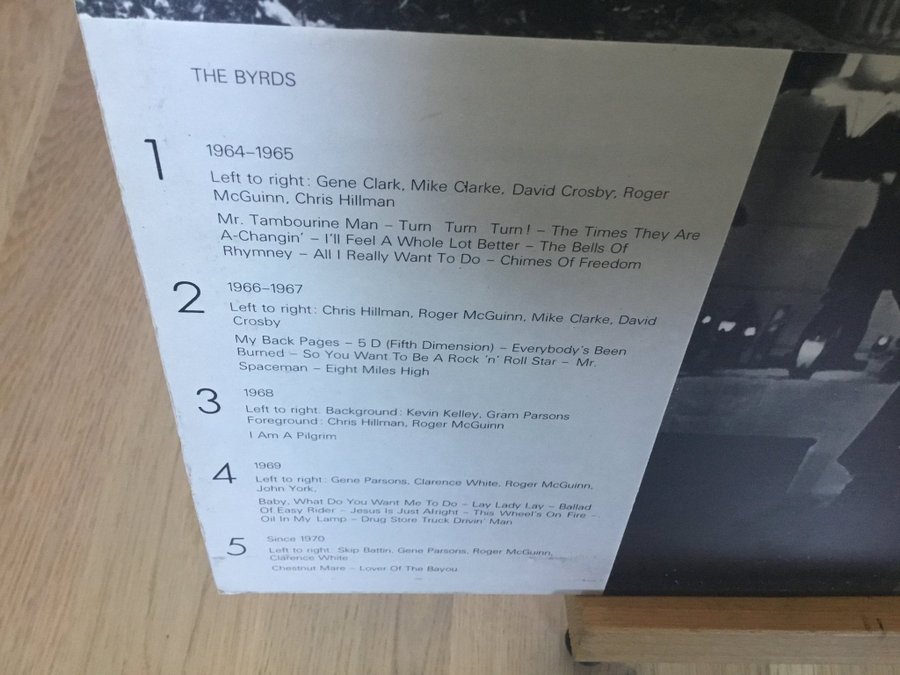 THE BYRDS
1
1964–1965
Left to right: Gene Clark, Mike Clarke, David Crosby, Roger
McGuinn, Chris Hillman
Mr. Tambourine Man – Turn Turn Turn! – The Times They Are
A-Changin' – I'll Feel A Whole Lot Better – The Bells Of
Rhymney – All I Really Want To Do – Chimes Of Freedom
2
1966–1967
Left to right: Chris Hillman, Roger McGuinn, Mike Clarke, David
Crosby
My Back Pages – 5 D (Fifth Dimension) – Everybody's Been
Burned – So You Want To Be A Rock 'n' Roll Star – Mr.
Spaceman – Eight Miles High
3
1968
Left to right. Background: Kevin Kelley, Gram Parsons
Foreground: Chris Hillman, Roger McGuinn
I Am A Pilgrim
4
1969
Left to right: Gene Parsons, Clarence White, Roger McGuinn,
John York,
Baby, What Do You Want Me To Do – Lay Lady Lay – Ballad
Of Easy Rider – Jesus Is Just Alright – This Wheel's On Fire –
Oil In My Lamp – Drug Store Truck Drivin' Man
5
Since 1970
Left to right: Skip Battin, Gene Parsons, Roger McGuinn,
Clarence White
Chestnut Mare – Lover Of The Bayou